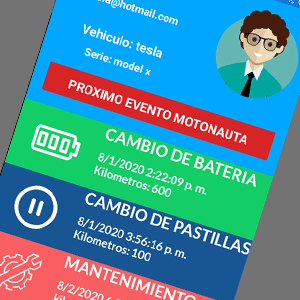 @hotmail.com
Vehiculo: tesla
Serie: model x
PROXIMO EVENTO MOTONAUTA
CAMBIO DE BATERIA
8/1/2020 2:22:09 p. m.
Kilometros: 600
CAMBIO DE PASTILLAS
8/1/2020 3:56:16 p. m.
Kilometros: 100
MANTENIMIENTO
8/2/2020